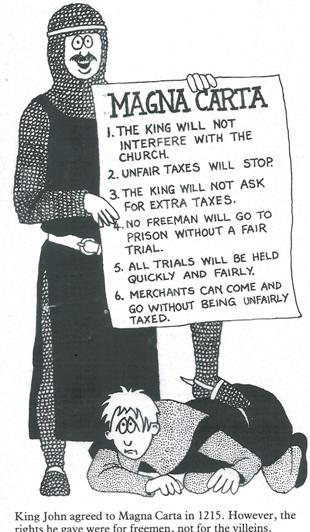 MAGNA CARTA
1. THE KING WILL NOT
INTERFERE WITH THE
CHURCH.
2. UNFAIR TAXES WILL STOP.
3. THE KING WILL NOT ASK
FOR EXTRA TAXES.
4. NO FREEMAN WILL GO TO
PRISON WITHOUT A FAIR
TRIAL.
5. ALL TRIALS WILL BE HELD
QUICKLY AND FAIRLY.
6. MERCHANTS CAN COME AND
GO WITHOUT BEING UNFAIRLY
TAXED.
King John agreed to Magna Carta in 1215. However, the
rights he gave were for freemen, not for the villeins.